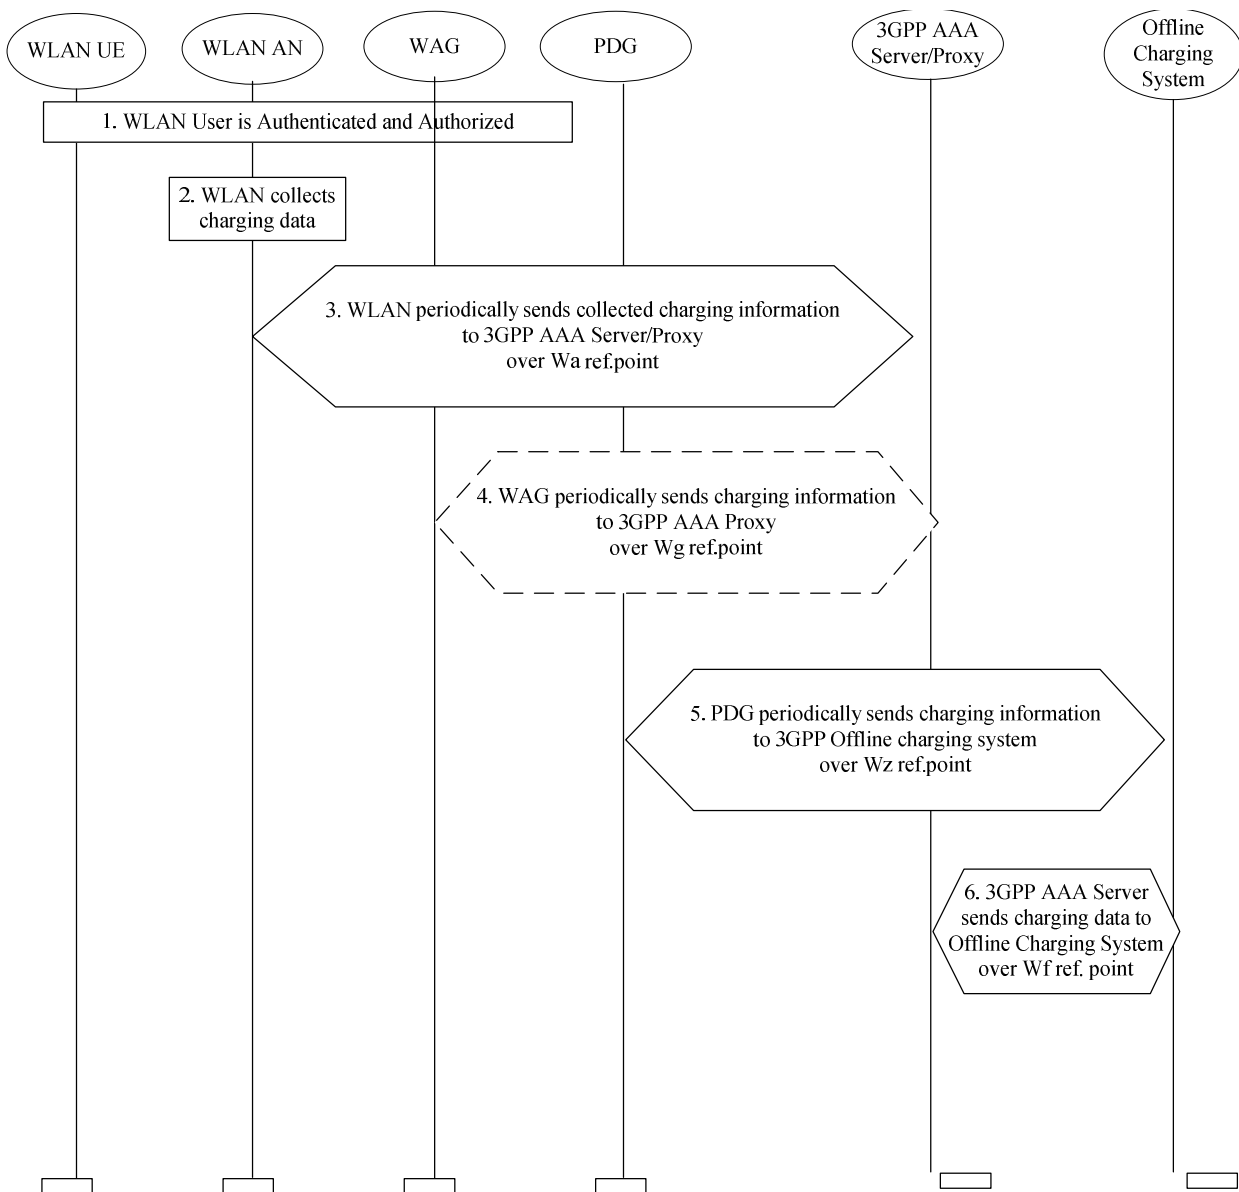 WLAN UE
WLAN AN
WAG
PDG
3GPP AAA
Server/Proxy
Offline
Charging
System
1. WLAN User is Authenticated and Authorized
2. WLAN collects
charging data
3. WLAN periodically sends collected charging information
to 3GPP AAA Server/Proxy
over Wa ref.point
4. WAG periodically sends charging information
to 3GPP AAA Proxy
over Wg ref.point
5. PDG periodically sends charging information
to 3GPP Offline charging system
over Wz ref.point
6. 3GPP AAA Server
sends charging data to
Offline Charging System
over Wf ref. point